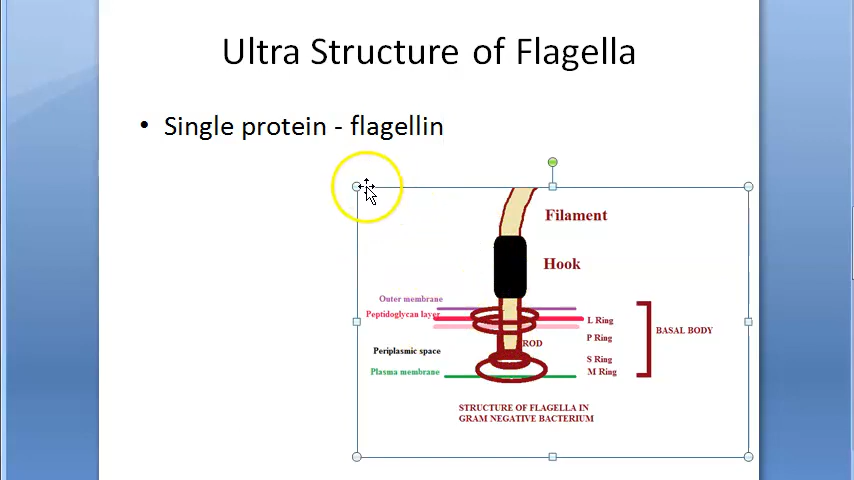 Ultra Structure of Flagella
• Single protein - flagellin
Filament
Hook
Outer membrane
Peptidoglycan layer
L Ring
BASAL BODY
P Ring
ROD
Periplasmic space
S Ring
Plasma membrane
M Ring
STRUCTURE OF FLAGELLA IN
GRAM NEGATIVE BACTERIUM